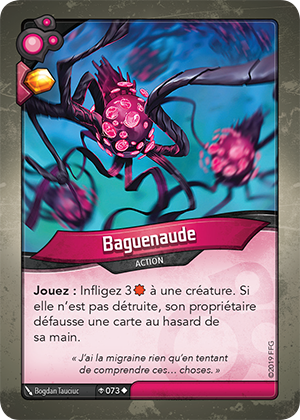 Baguenaude
ACTION
Jouez : Infligez 3 à une créature. Si
elle n'est pas détruite, son propriétaire
défausse une carte au hasard de
sa main.
« J'ai la migraine rien qu'en tentant
de comprendre ces... choses. »
©2019 FFG
Bogdan Tauciuc
073